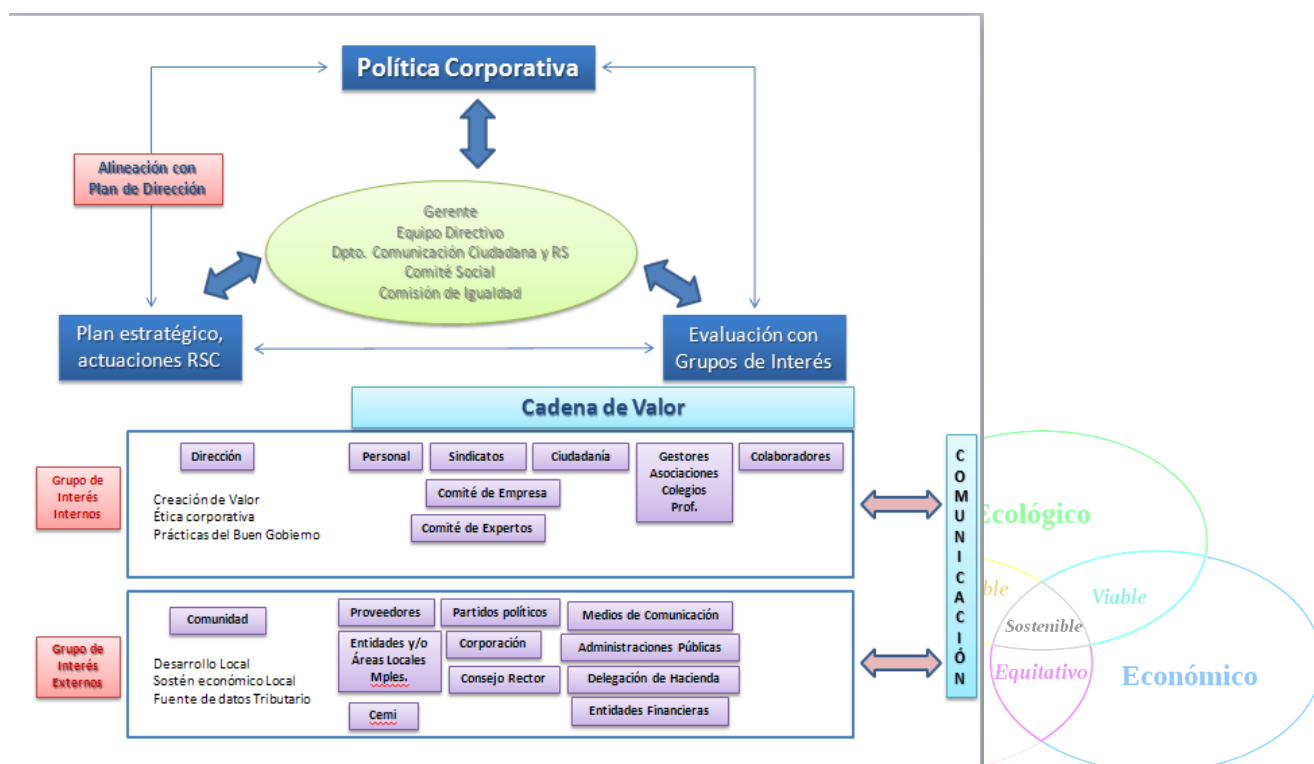 Política Corporativa
Alineación con
Plan de Dirección
Gerente
Equipo Directivo
Dpto. Comunicación Ciudadana y RS
Comité Social
Comisión de Igualdad
Plan estratégico,
actuaciones RSC
Evaluación con
Grupos de Interés
Cadena de Valor
Grupo de
Interés
Internos
Dirección
Creación de Valor
Ética corporativa
Prácticas del Buen Gobierno
Personal
Sindicatos
Ciudadanía
Gestores
Asociaciones
Colegios
Prof.
Colaboradores
Comité de Empresa
Comité de Expertos
Grupo de
Interés
Externos
Comunidad
Desarrollo Local
Sostén económico Local
Fuente de datos Tributario
Proveedores
Partidos políticos
Medios de Comunicación
Entidades y/o
Áreas Locales
Mples.
Corporación
Administraciones Públicas
Consejo Rector
Delegación de Hacienda
Cemi
Entidades Financieras
COMUNICACIÓN
Ecológico
Viable
Sostenible
Equitativo
Económico